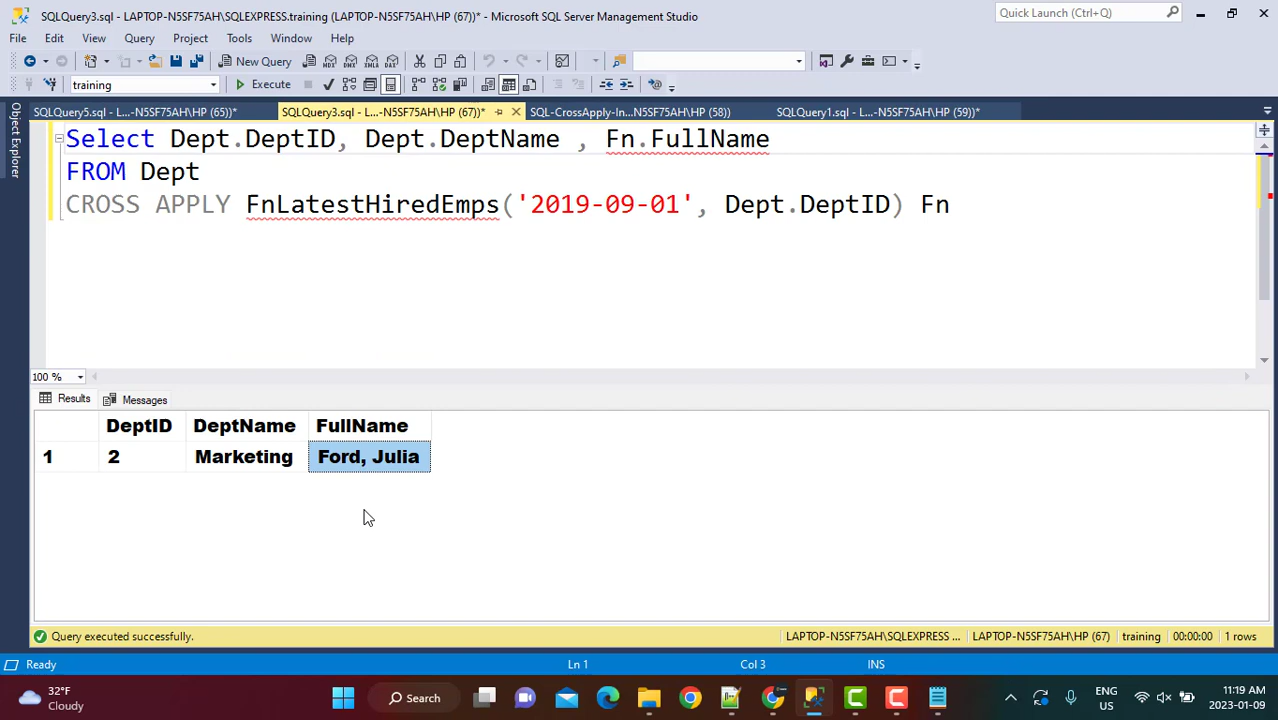 SQLQuery3.sql - LAPTOP-N5SF75AH\SQLEXPRESS.training (LAPTOP-N5SF75AH\HP (67))* - Microsoft SQL Server Management Studio
Quick Launch (Ctrl+Q)
File Edit View Query Project Tools Window Help
New Query
training
Execute
SQLQuery5.sql - L...-N5SF75AH\HP (65))*
SQLQuery3.sql - L...-N5SF75AH\HP (67))*
SQL-CrossApply-In...N5SF75AH\HP (58))
SQLQuery1.sql - L...-N5SF75AH\HP (59))*
Object Explorer
Select Dept.DeptID, Dept.DeptName , Fn.FullName
FROM Dept
CROSS APPLY FnLatestHiredEmps('2019-09-01', Dept.DeptID) Fn
100 %
Results Messages
DeptID DeptName FullName
1 2 Marketing Ford, Julia
Query executed successfully.
LAPTOP-N5SF75AH\SQLEXPRESS ... LAPTOP-N5SF75AH\HP (67) training 00:00:00 1 rows
Ready Ln 1 Col 3 INS
32°F
Cloudy
Search
ENG
US
11:19 AM
2023-01-09